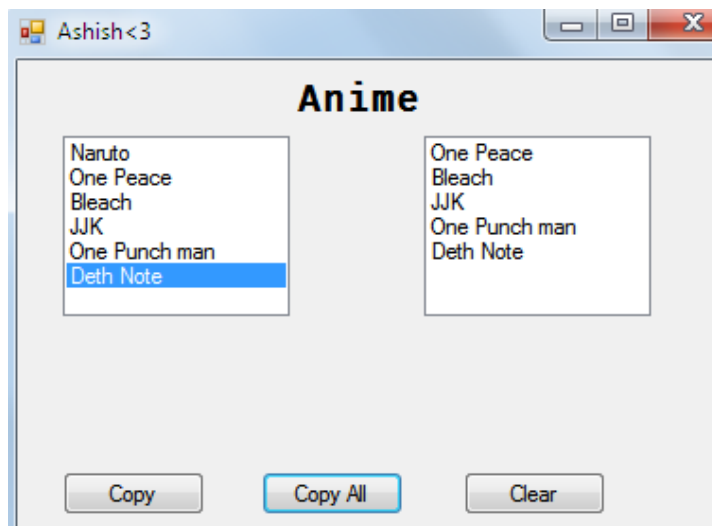 Ashish<3
Anime
Naruto
One Peace
Bleach
JJK
One Punch man
Deth Note
One Peace
Bleach
JJK
One Punch man
Deth Note
Copy
Copy All
Clear